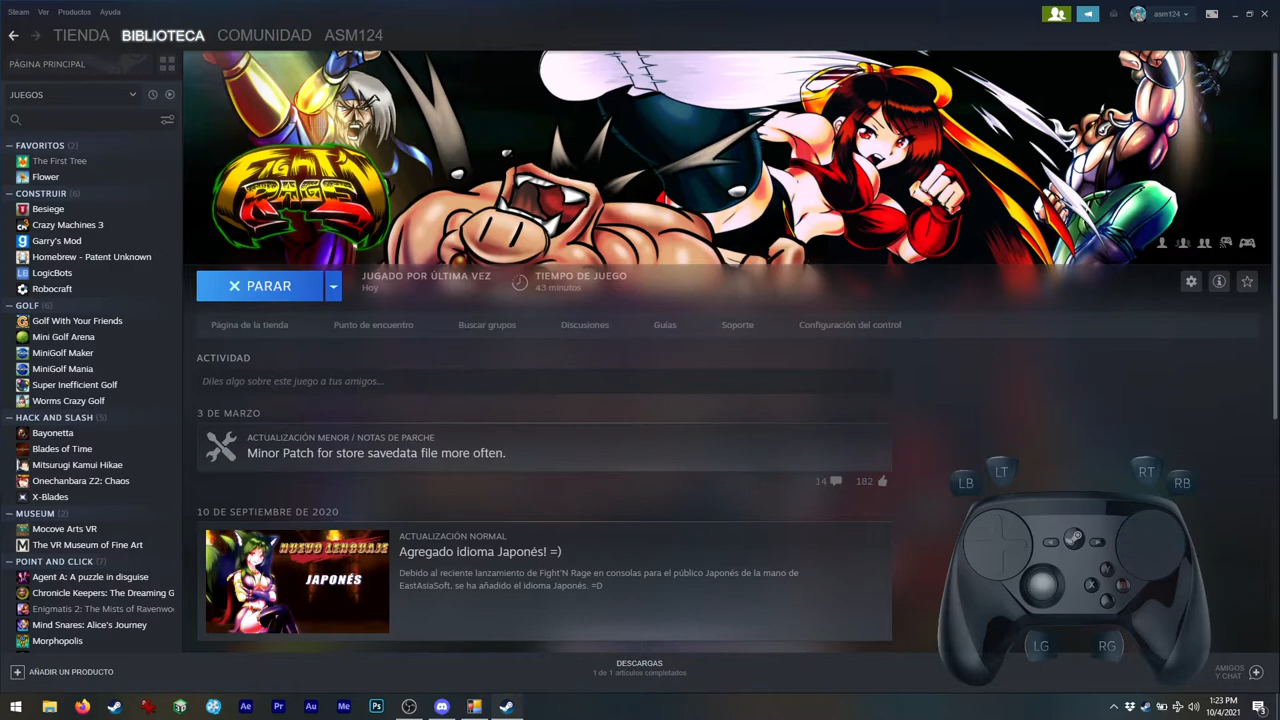 Steam Ver Productos Ayuda
asm124
TIENDA BIBLIOTECA COMUNIDAD ASM124
PÁGINA PRINCIPAL
JUEGOS
FAVORITOS (2)
The First Tree
Flower
CONSTRUIR (6)
Besiege
Crazy Machines 3
Garry's Mod
Homebrew - Patent Unknown
LogicBots
Robocraft
GOLF (6)
Golf With Your Friends
Mini Golf Arena
MiniGolf Maker
MiniGolf Mania
Super Inefficient Golf
Worms Crazy Golf
HACK AND SLASH (5)
Bayonetta
Blades of Time
Mitsurugi Kamui Hikae
Onechanbara Z2: Chaos
X-Blades
MUSEUM (2)
Mocove Arts VR
The VR Museum of Fine Art
POINT AND CLICK (7)
Agent A: A puzzle in disguise
Chronicle Keepers: The Dreaming G
Enigmatis 2: The Mists of Ravenwoo
Mind Snares: Alice's Journey
Morphopolis
AÑADIR UN PRODUCTO
FIGHT'N
RAGE
PARAR
JUGADO POR ÚLTIMA VEZ
Hoy
TIEMPO DE JUEGO
43 minutos
Página de la tienda Punto de encuentro Buscar grupos Discusiones Guías Soporte Configuración del control
ACTIVIDAD
Diles algo sobre este juego a tus amigos...
3 DE MARZO
ACTUALIZACIÓN MENOR / NOTAS DE PARCHE
Minor Patch for store savedata file more often.
14 182
10 DE SEPTIEMBRE DE 2020
NUEVO LENGUAJE
JAPONÉS
ACTUALIZACIÓN NORMAL
Agregado idioma Japonés! =)
Debido al reciente lanzamiento de Fight'N Rage en consolas para el público Japonés de la mano de
EastAsiaSoft, se ha añadido el idioma Japonés. =D
LB LT RT RB
Y
X
A
LG RG
DESCARGAS
1 de 1 artículos completados
AMIGOS
Y CHAT
Ae Pr Au Me Ps
1:23 PM
10/4/2021
3